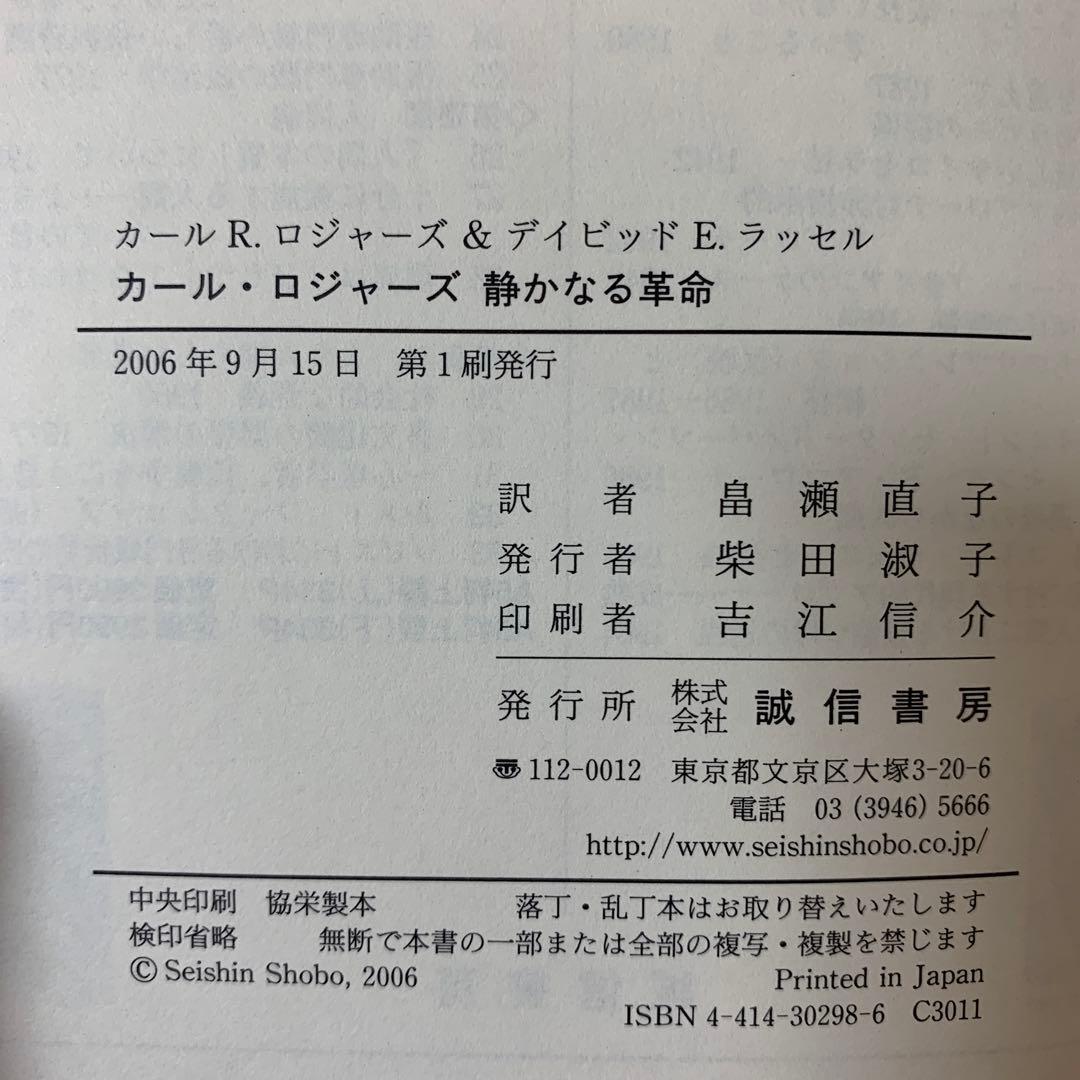 カール R. ロジャーズ & デイビッド E. ラッセル
カール・ロジャーズ 静かなる革命
2006年9月15日　第1刷発行
訳者　畠瀬直子
発行者　柴田淑子
印刷者　吉江信介
発行所　株式会社　誠信書房
〠112-0012　東京都文京区大塚3-20-6
電話　03 (3946) 5666
http://www.seishinshobo.co.jp/
中央印刷　協栄製本　落丁・乱丁本はお取り替えいたします
検印省略　無断で本書の一部または全部の複写・複製を禁じます
© Seishin Shobo, 2006　Printed in Japan
ISBN 4-414-30298-6　C3011